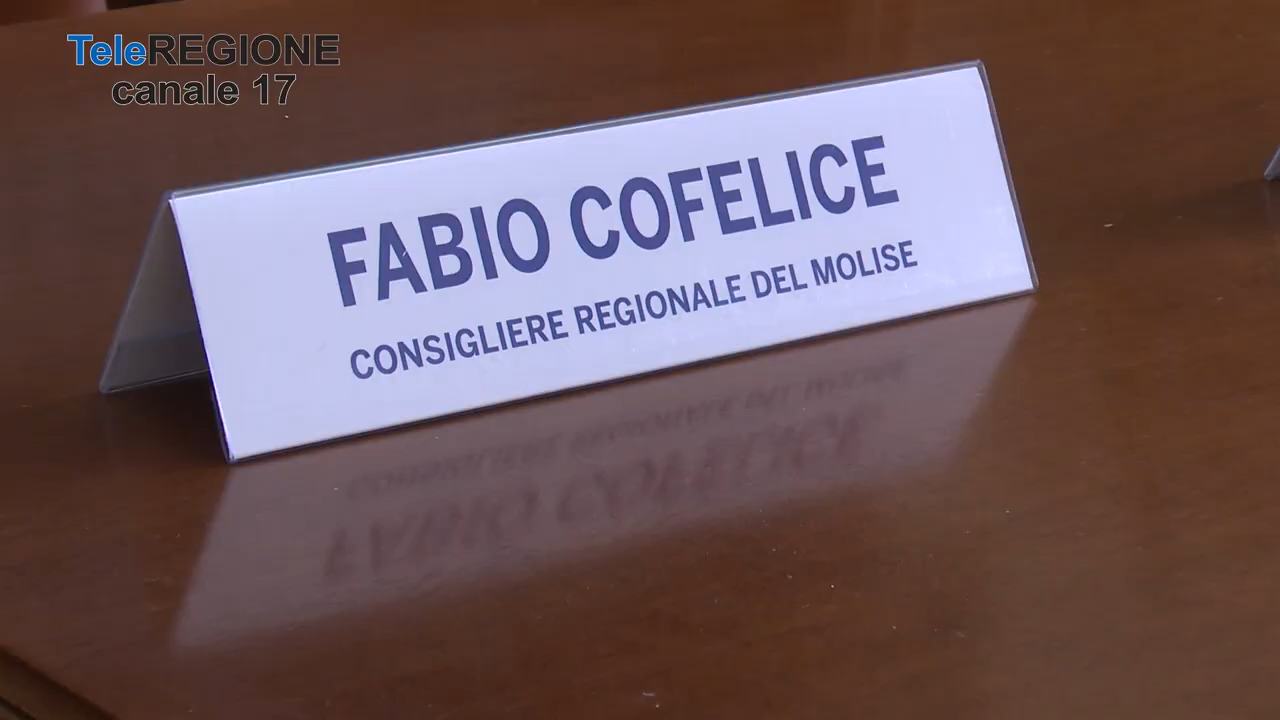 TeleREGIONE
canale 17
FABIO COFELICE
CONSIGLIERE REGIONALE DEL MOLISE